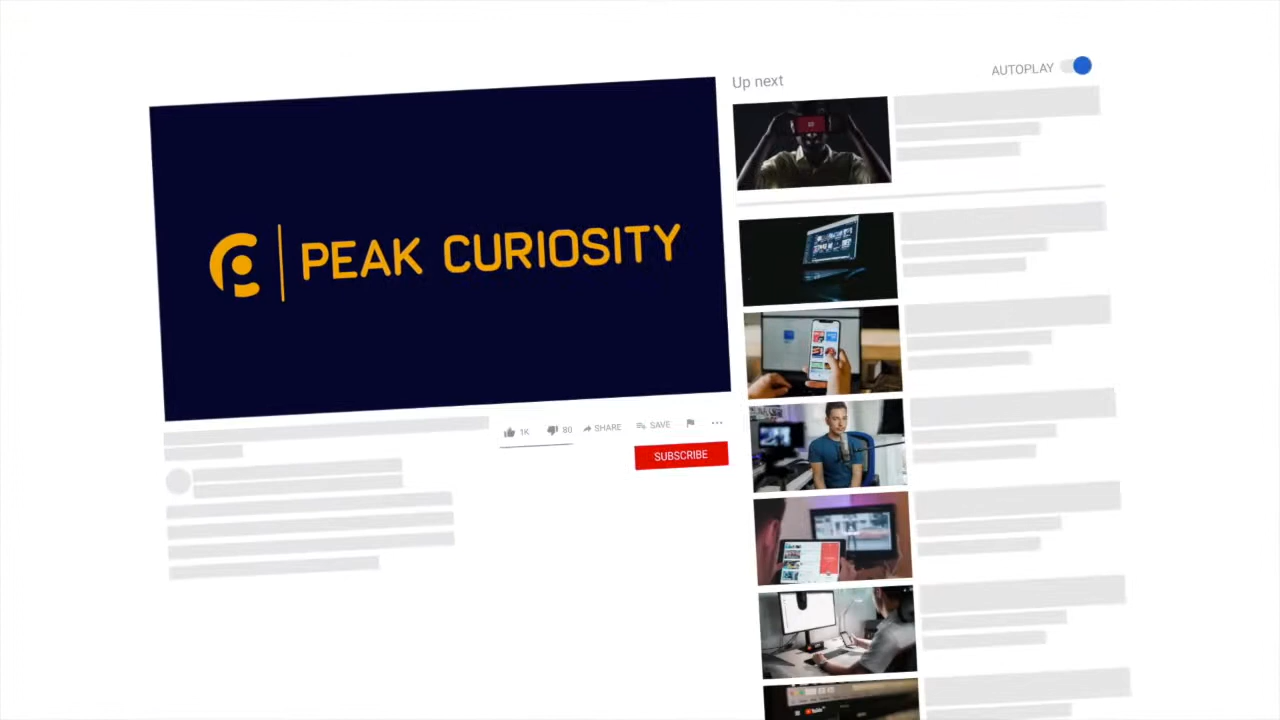 Up next
AUTOPLAY
PEAK CURIOSITY
1K
80
SHARE
SAVE
SUBSCRIBE